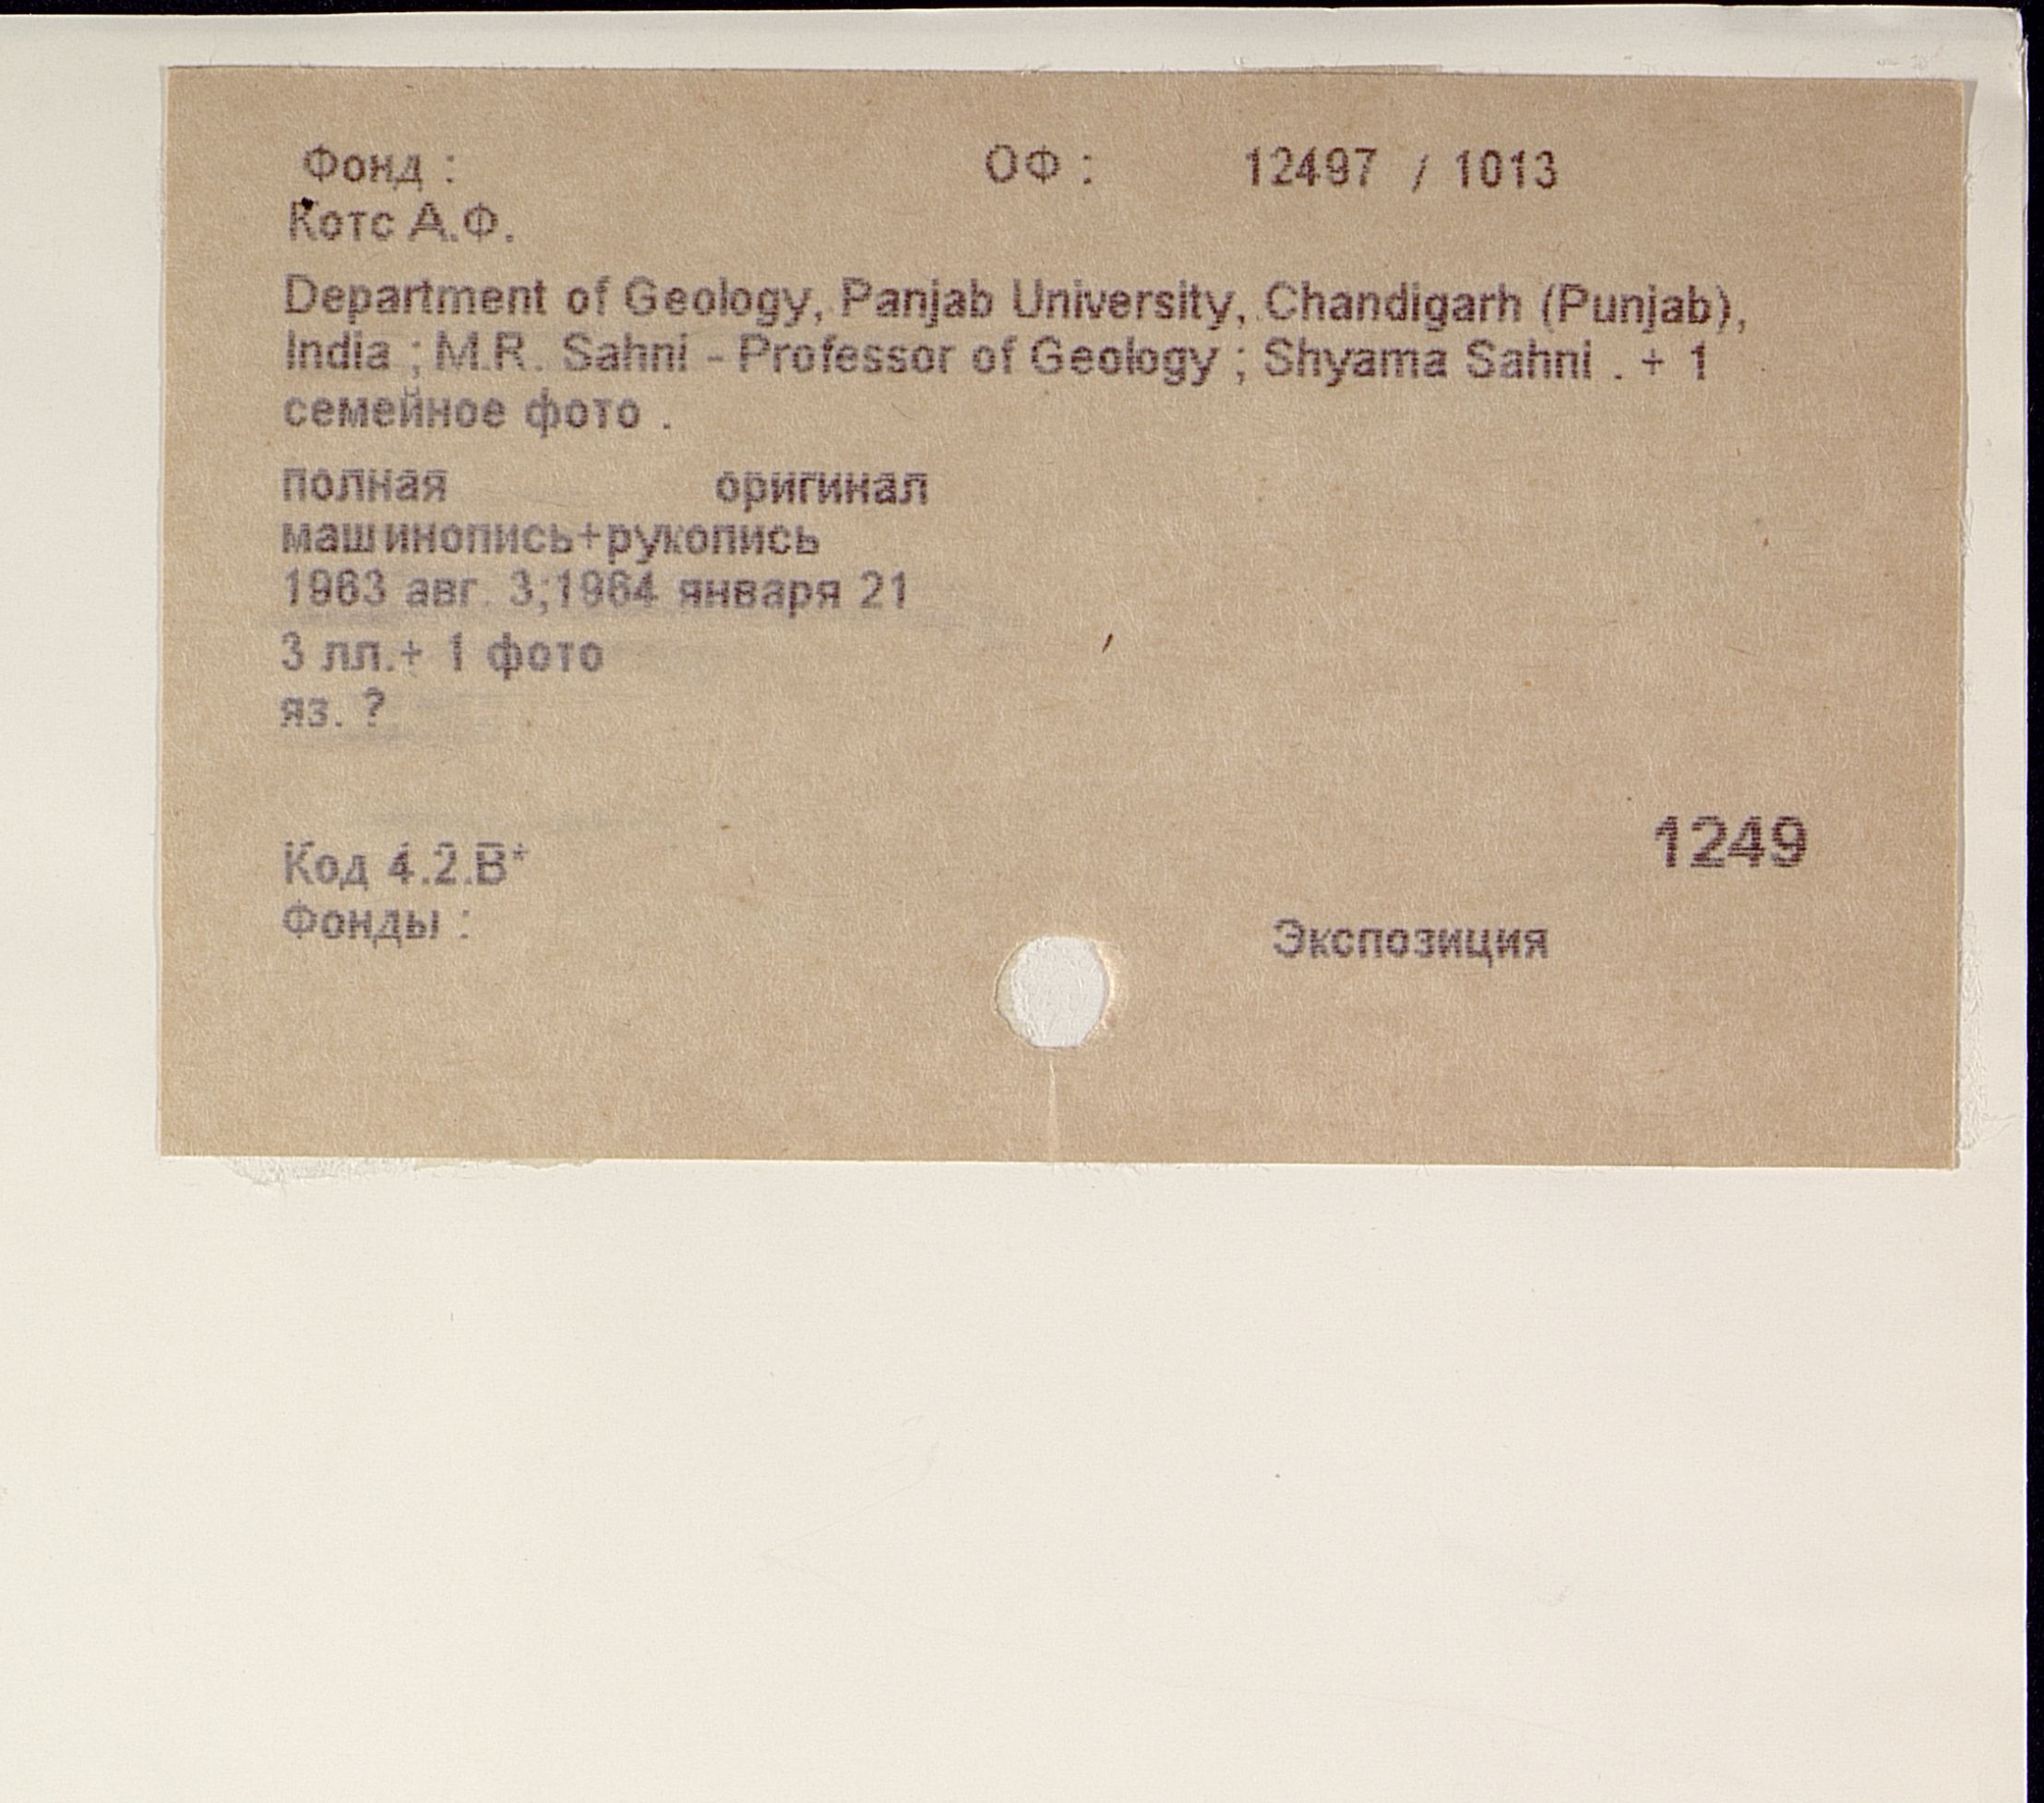 Фонд : ОФ : 12497 / 1013
Котс А.Ф.
Department of Geology, Panjab University, Chandigarh (Punjab),
India ; M.R. Sahni - Professor of Geology ; Shyama Sahni . + 1
семейное фото .
полная оригинал
машинопись+рукопись
1963 авг. 3;1964 января 21
3 лл.+ 1 фото
яз. ?
1249
Код 4.2.В*
Фонды : Экспозиция